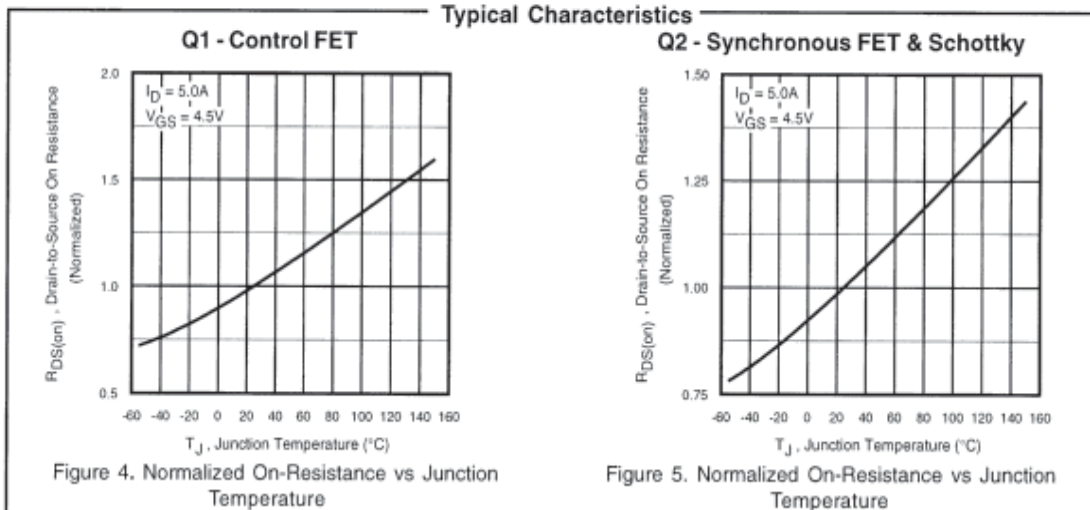 Typical Characteristics
Q1 - Control FET
2.0
1.5
1.0
0.5
I_D = 5.0A
V_GS = 4.5V
R_DS(on) , Drain-to-Source On Resistance
(Normalized)
-60 -40 -20 0 20 40 60 80 100 120 140 160
T_J , Junction Temperature (°C)
Figure 4. Normalized On-Resistance vs Junction
Temperature
Q2 - Synchronous FET & Schottky
1.50
1.25
1.00
0.75
I_D = 5.0A
V_GS = 4.5V
R_DS(on) , Drain-to-Source On Resistance
(Normalized)
-60 -40 -20 0 20 40 60 80 100 120 140 160
T_J , Junction Temperature (°C)
Figure 5. Normalized On-Resistance vs Junction
Temperature